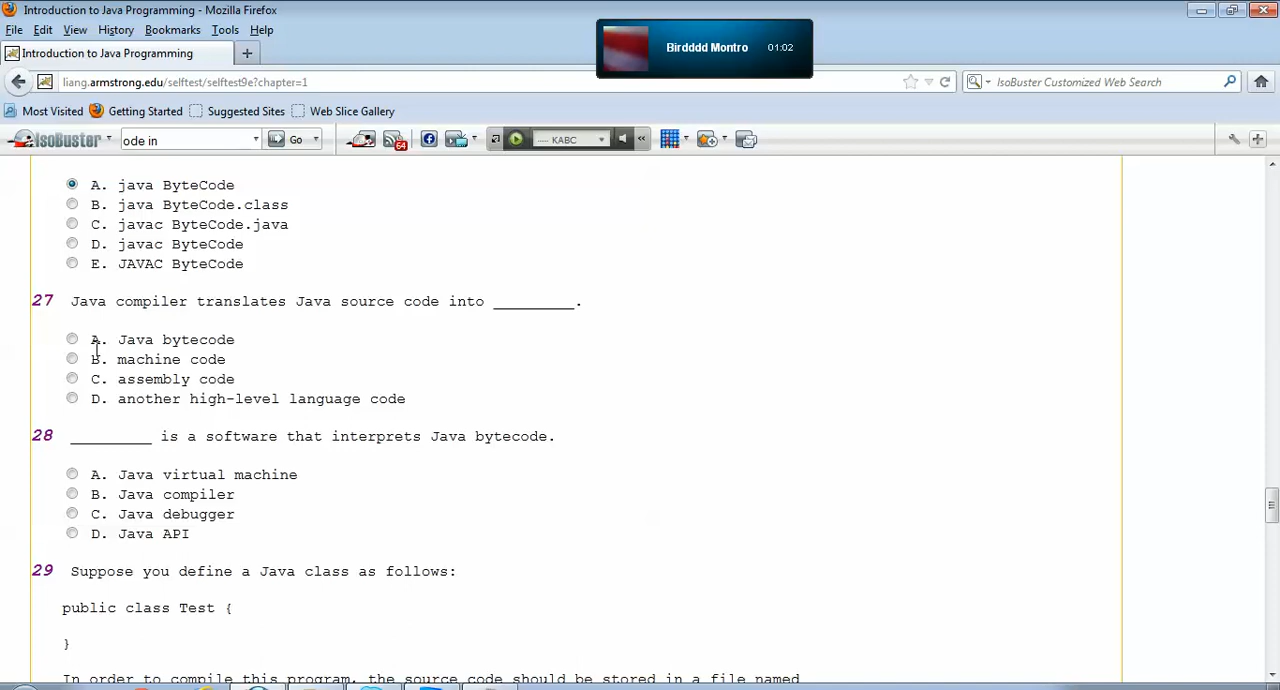 Introduction to Java Programming - Mozilla Firefox
File Edit View History Bookmarks Tools Help
Birdddd Montro 01:02
Introduction to Java Programming
liang.armstrong.edu/selftest/selftest9e?chapter=1
IsoBuster Customized Web Search
Most Visited Getting Started Suggested Sites Web Slice Gallery
IsoBuster ode in Go 64 KABC
A. java ByteCode
B. java ByteCode.class
C. javac ByteCode.java
D. javac ByteCode
E. JAVAC ByteCode
27 Java compiler translates Java source code into _________.
A. Java bytecode
B. machine code
C. assembly code
D. another high-level language code
28 _________ is a software that interprets Java bytecode.
A. Java virtual machine
B. Java compiler
C. Java debugger
D. Java API
29 Suppose you define a Java class as follows:
public class Test {
}
In order to compile this program, the source code should be stored in a file named